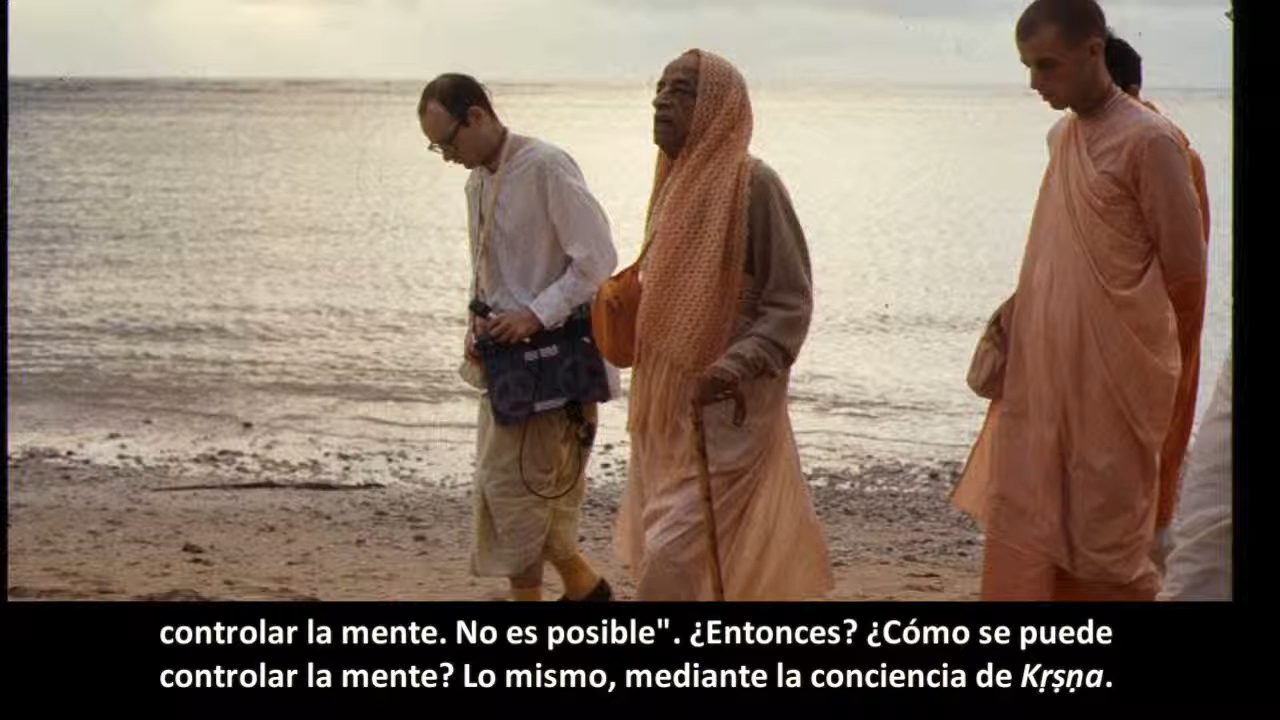 controlar la mente. No es posible". ¿Entonces? ¿Cómo se puede
controlar la mente? Lo mismo, mediante la conciencia de Kṛṣṇa.